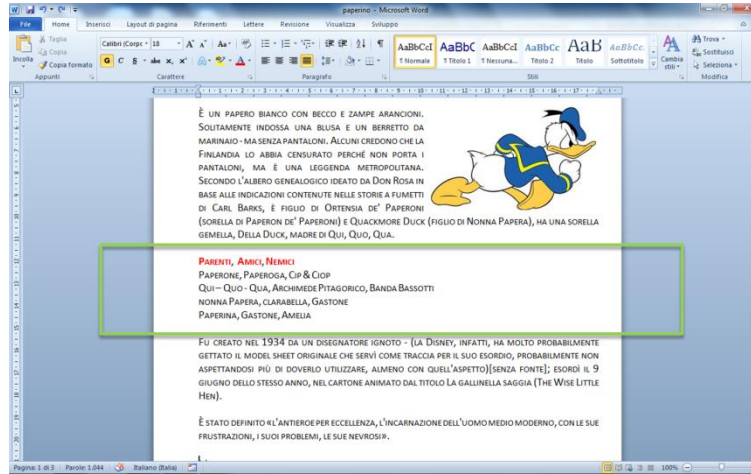 paperino - Microsoft Word
File Home Inserisci Layout di pagina Riferimenti Lettere Revisione Visualizza Sviluppo
Incolla
Taglia
Copia
Copia formato
Appunti
Calibri (Corpo 18
Carattere
Paragrafo
AaBbCcI AaBbC AaBbCcI AaBbCc AaB AaBbCc.
¶ Normale ¶ Titolo 1 ¶ Nessuna... Titolo 2 Titolo Sottotitolo
Stili
Cambia stili
Trova
Sostituisci
Seleziona
Modifica
È UN PAPERO BIANCO CON BECCO E ZAMPE ARANCIONI.
SOLITAMENTE INDOSSA UNA BLUSA E UN BERRETTO DA
MARINAIO - MA SENZA PANTALONI. ALCUNI CREDONO CHE LA
FINLANDIA LO ABBIA CENSURATO PERCHÉ NON PORTA I
PANTALONI, MA È UNA LEGGENDA METROPOLITANA.
SECONDO L'ALBERO GENEALOGICO IDEATO DA DON ROSA IN
BASE ALLE INDICAZIONI CONTENUTE NELLE STORIE A FUMETTI
DI CARL BARKS, È FIGLIO DI ORTENSIA DE' PAPERONI
(SORELLA DI PAPERON DE' PAPERONI) E QUACKMORE DUCK (FIGLIO DI NONNA PAPERA), HA UNA SORELLA
GEMELLA, DELLA DUCK, MADRE DI QUI, QUO, QUA.
PARENTI, AMICI, NEMICI
PAPERONE, PAPEROGA, CIP & CIOP
QUI – QUO - QUA, ARCHIMEDE PITAGORICO, BANDA BASSOTTI
NONNA PAPERA, CLARABELLA, GASTONE
PAPERINA, GASTONE, AMELIA
FU CREATO NEL 1934 DA UN DISEGNATORE IGNOTO - (LA DISNEY, INFATTI, HA MOLTO PROBABILMENTE
GETTATO IL MODEL SHEET ORIGINALE CHE SERVÌ COME TRACCIA PER IL SUO ESORDIO, PROBABILMENTE NON
ASPETTANDOSI PIÙ DI DOVERLO UTILIZZARE, ALMENO CON QUELL'ASPETTO)[SENZA FONTE]; ESORDÌ IL 9
GIUGNO DELLO STESSO ANNO, NEL CARTONE ANIMATO DAL TITOLO LA GALLINELLA SAGGIA (THE WISE LITTLE
HEN).
È STATO DEFINITO «L'ANTIEROE PER ECCELLENZA, L'INCARNAZIONE DELL'UOMO MEDIO MODERNO, CON LE SUE
FRUSTRAZIONI, I SUOI PROBLEMI, LE SUE NEVROSI».
Pagina: 1 di 3 Parole: 1.044 Italiano (Italia) 100%